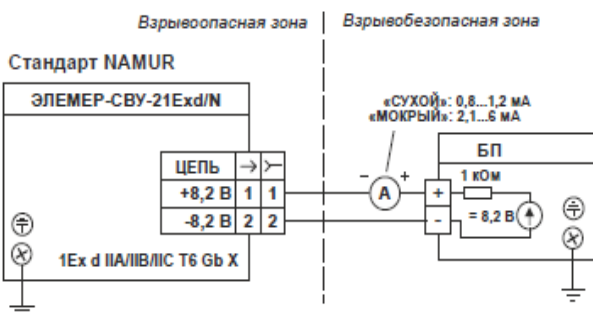 Взрывоопасная зона
Взрывобезопасная зона
Стандарт NAMUR
ЭЛЕМЕР-СВУ-21Exd/N
«СУХОЙ»: 0,8...1,2 мА
«МОКРЫЙ»: 2,1...6 мА
БП
ЦЕПЬ
+8,2 В 1 1
-8,2 В 2 2
− А +
1 кОм
+
= 8,2 В
-
1Ex d IIA/IIB/IIC T6 Gb X